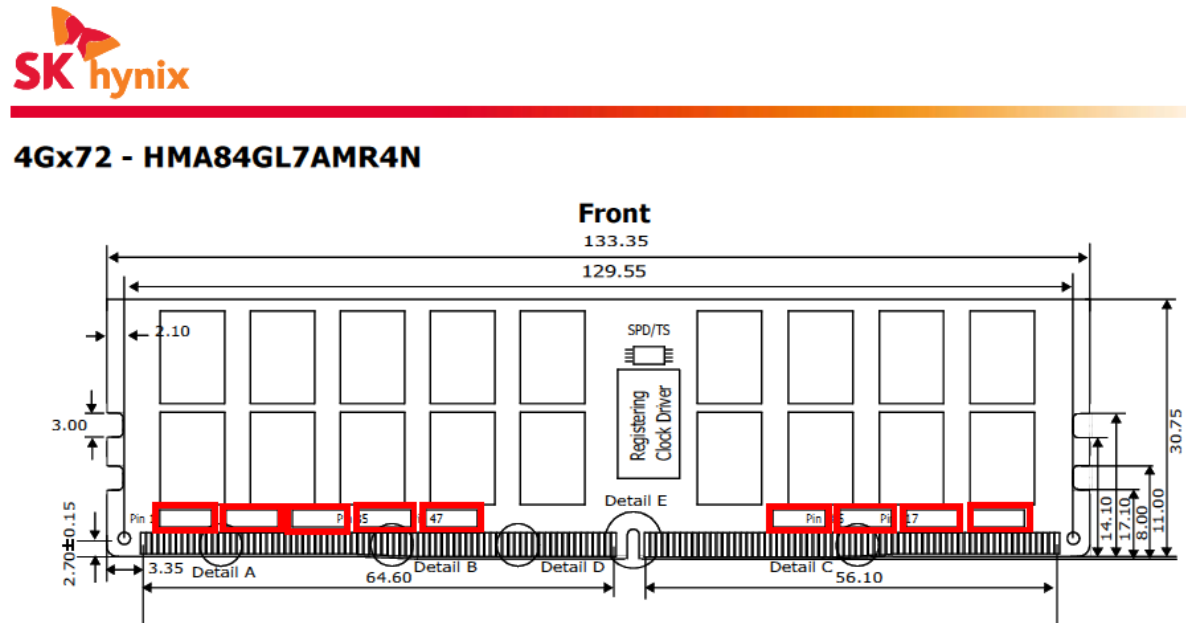 SK hynix
4Gx72 - HMA84GL7AMR4N
Front
133.35
129.55
2.10
SPD/TS
Registering
Clock Driver
3.00
30.75
Detail E
Pin
47
Pin
17
2.70±0.15
14.10
17.10
8.00
11.00
3.35
Detail A
64.60
Detail B
Detail D
Detail C
56.10